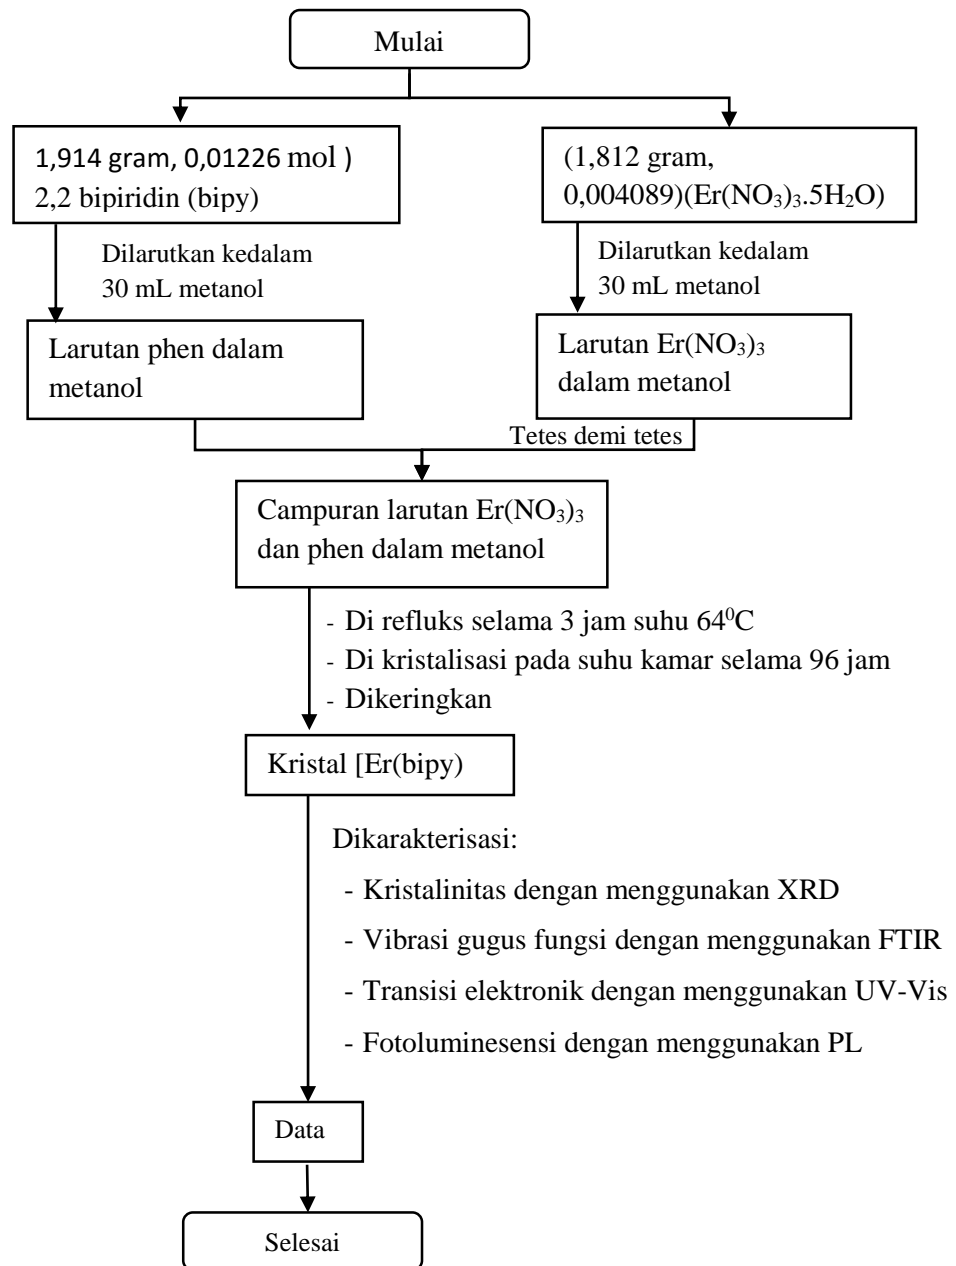 Mulai
1,914 gram, 0,01226 mol )
2,2 bipiridin (bipy)
(1,812 gram,
0,004089)(Er(NO₃)₃.5H₂O)
Dilarutkan kedalam
30 mL metanol
Dilarutkan kedalam
30 mL metanol
Larutan phen dalam
metanol
Larutan Er(NO₃)₃
dalam metanol
Tetes demi tetes
Campuran larutan Er(NO₃)₃
dan phen dalam metanol
- Di refluks selama 3 jam suhu 64⁰C
- Di kristalisasi pada suhu kamar selama 96 jam
- Dikeringkan
Kristal [Er(bipy)
Dikarakterisasi:
- Kristalinitas dengan menggunakan XRD
- Vibrasi gugus fungsi dengan menggunakan FTIR
- Transisi elektronik dengan menggunakan UV-Vis
- Fotoluminesensi dengan menggunakan PL
Data
Selesai